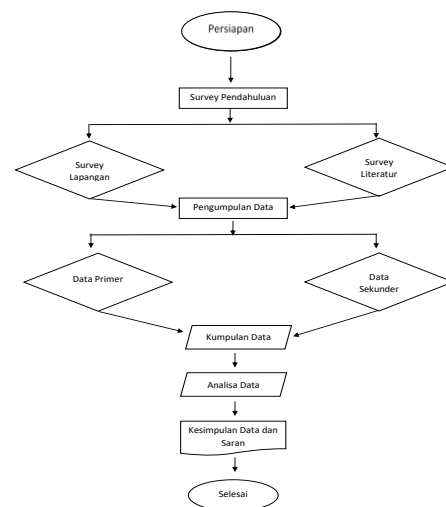 Persiapan
Survey Pendahuluan
Survey
Lapangan
Survey
Literatur
Pengumpulan Data
Data Primer
Data
Sekunder
Kumpulan Data
Analisa Data
Kesimpulan Data dan
Saran
Selesai